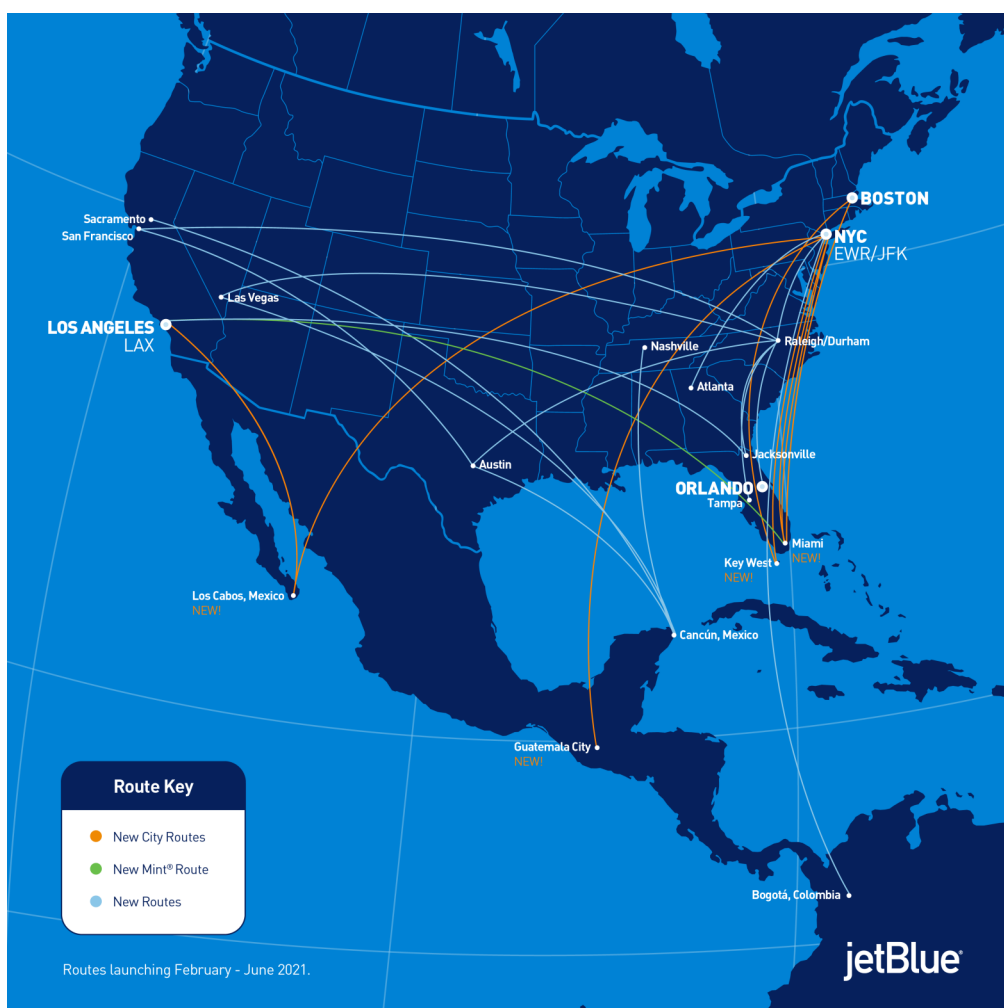 BOSTON
NYC
EWR/JFK
Sacramento
San Francisco
Las Vegas
LOS ANGELES
LAX
Nashville
Raleigh/Durham
Atlanta
Jacksonville
Austin
ORLANDO
Tampa
Miami
NEW!
Key West
NEW!
Los Cabos, Mexico
NEW!
Cancún, Mexico
Guatemala City
NEW!
Bogotá, Colombia
Route Key
New City Routes
New Mint® Route
New Routes
Routes launching February - June 2021.
jetBlue®